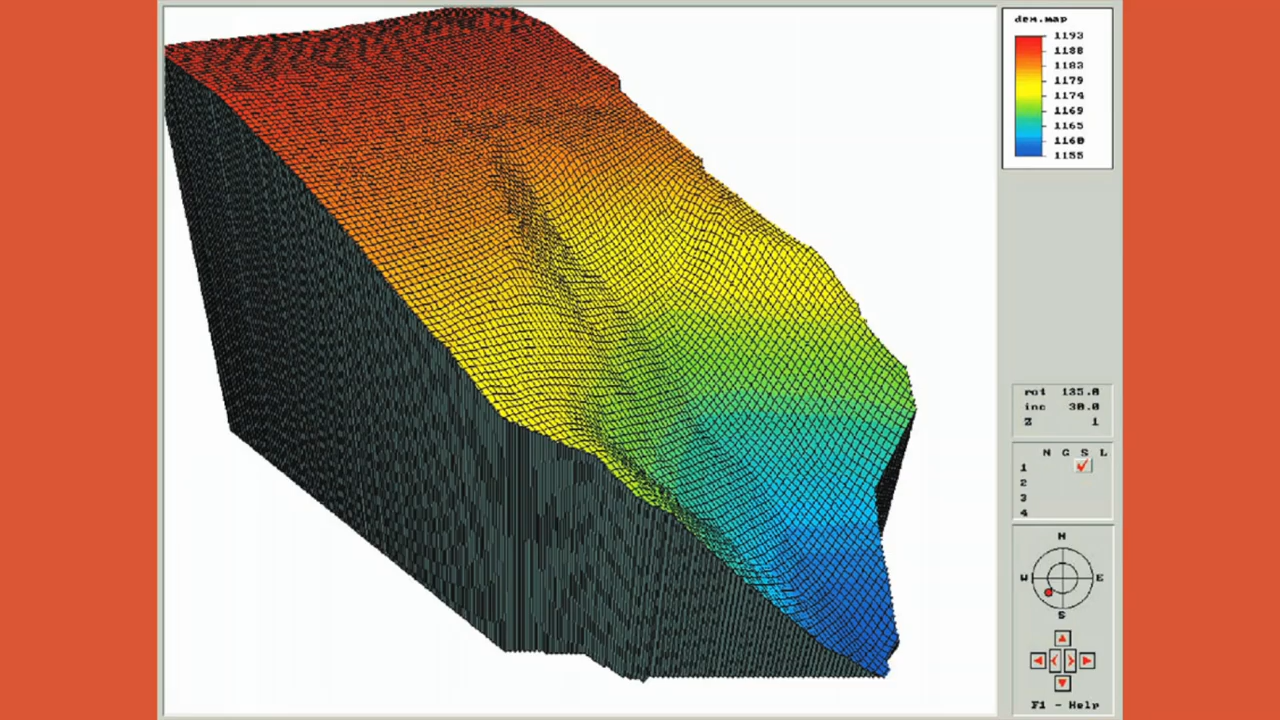 dem.map
1193
1188
1183
1179
1174
1169
1165
1160
1155
rot 135.0
inc 30.0
Z 1
N G S L
1
2
3
4
N
W E
S
F1 - Help